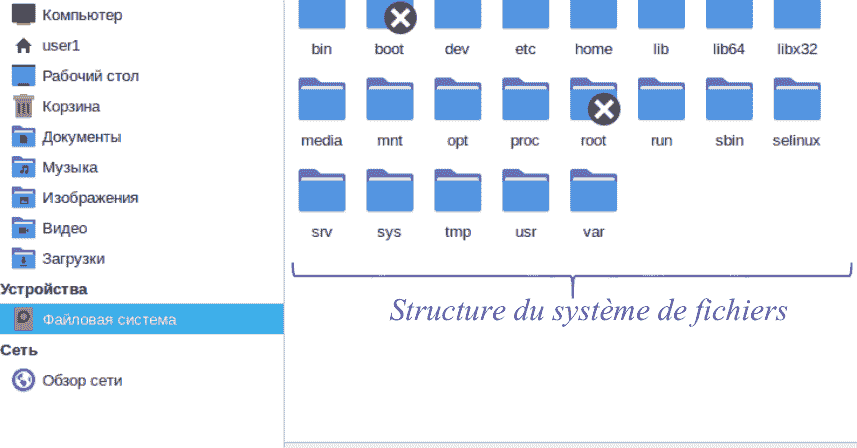 Компьютер
user1
Рабочий стол
Корзина
Документы
Музыка
Изображения
Видео
Загрузки
Устройства
Файловая система
Сеть
Обзор сети
bin boot dev etc home lib lib64 libx32
media mnt opt proc root run sbin selinux
srv sys tmp usr var
Structure du système de fichiers